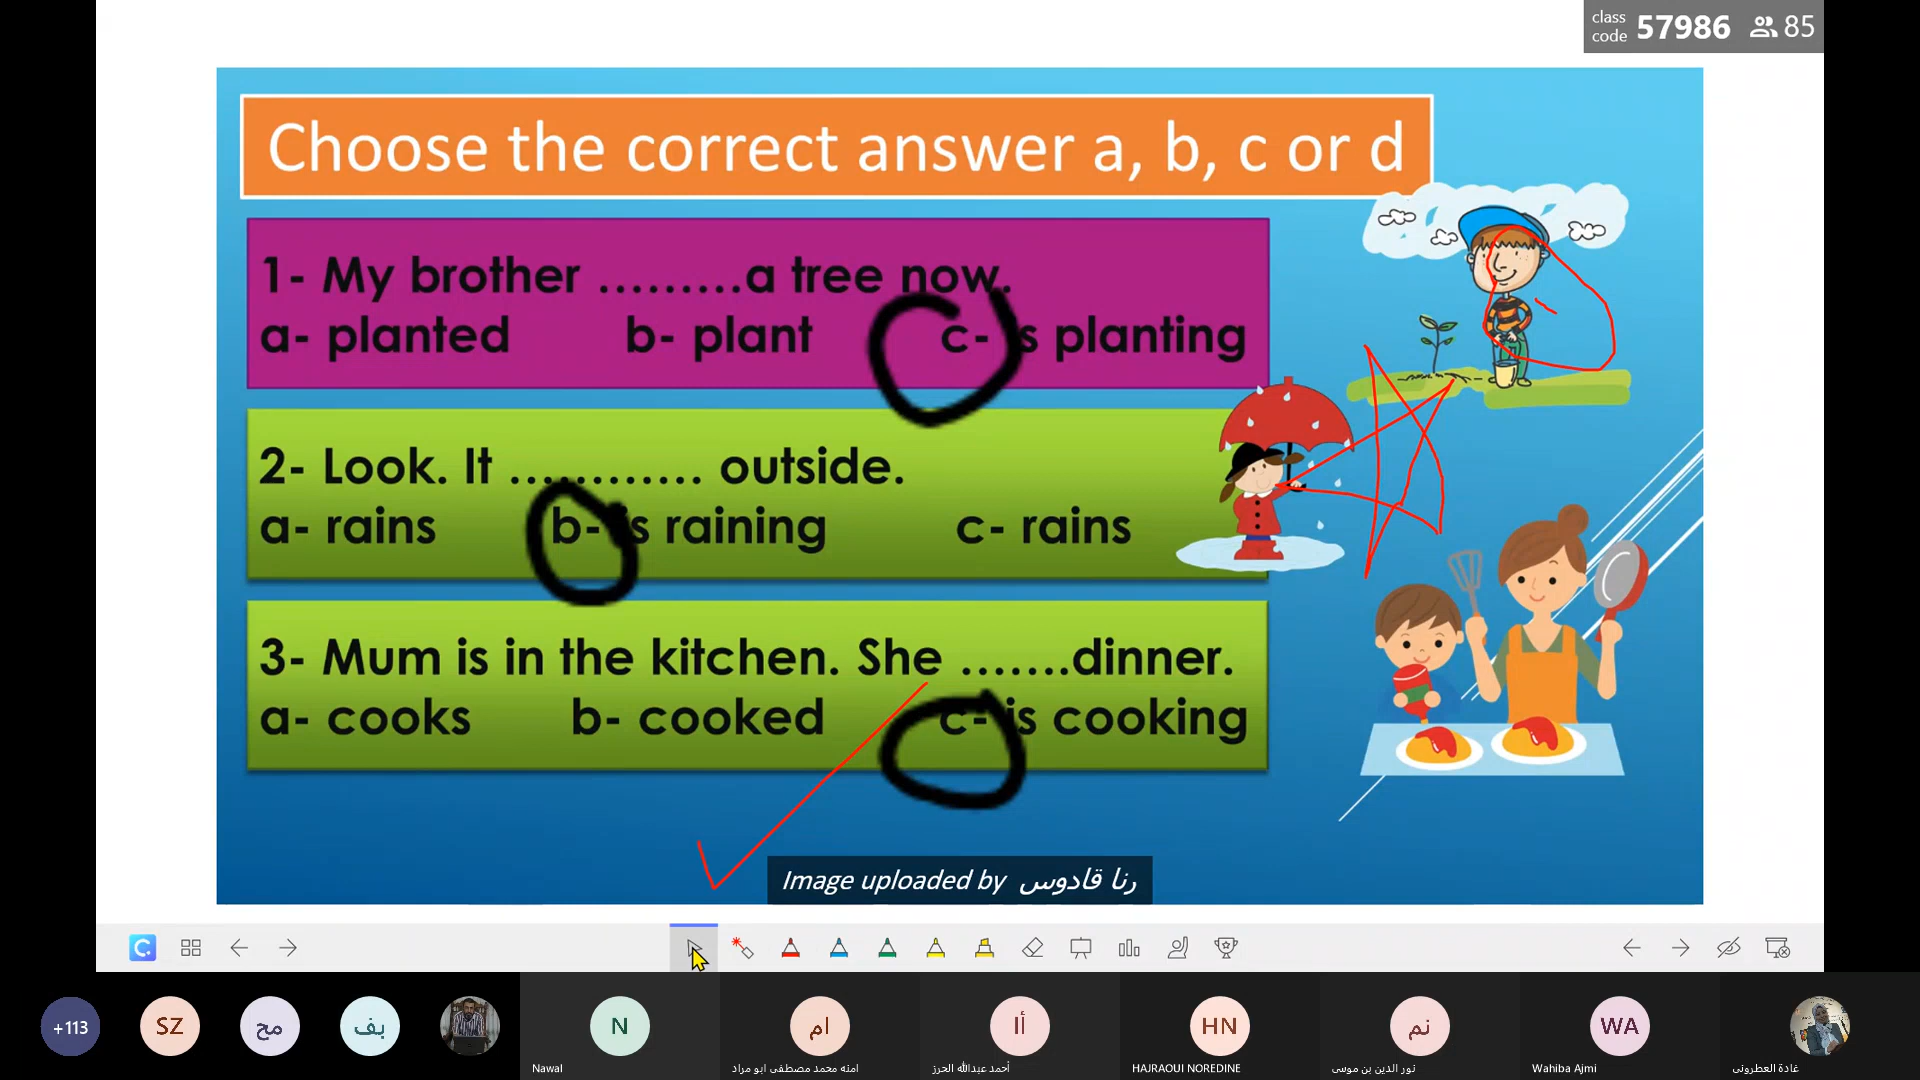 class
code 57986 85
Choose the correct answer a, b, c or d
1- My brother .........a tree now.
a- planted b- plant c- is planting
2- Look. It ............ outside.
a- rains b- is raining c- rains
3- Mum is in the kitchen. She .......dinner.
a- cooks b- cooked c- is cooking
Image uploaded by رنا قادوس
+113 SZ مح بف N ام أا HN نم WA
Nawal امنه محمد مصطفى ابو مراد أحمد عبدالله الحرز HAJRAOUI NOREDINE نور الدين بن موسى Wahiba Ajmi غادة العطرونى